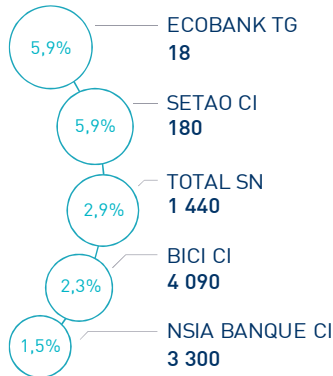 5,9%
ECOBANK TG
18
5,9%
SETAO CI
180
2,9%
TOTAL SN
1 440
2,3%
BICI CI
4 090
1,5%
NSIA BANQUE CI
3 300